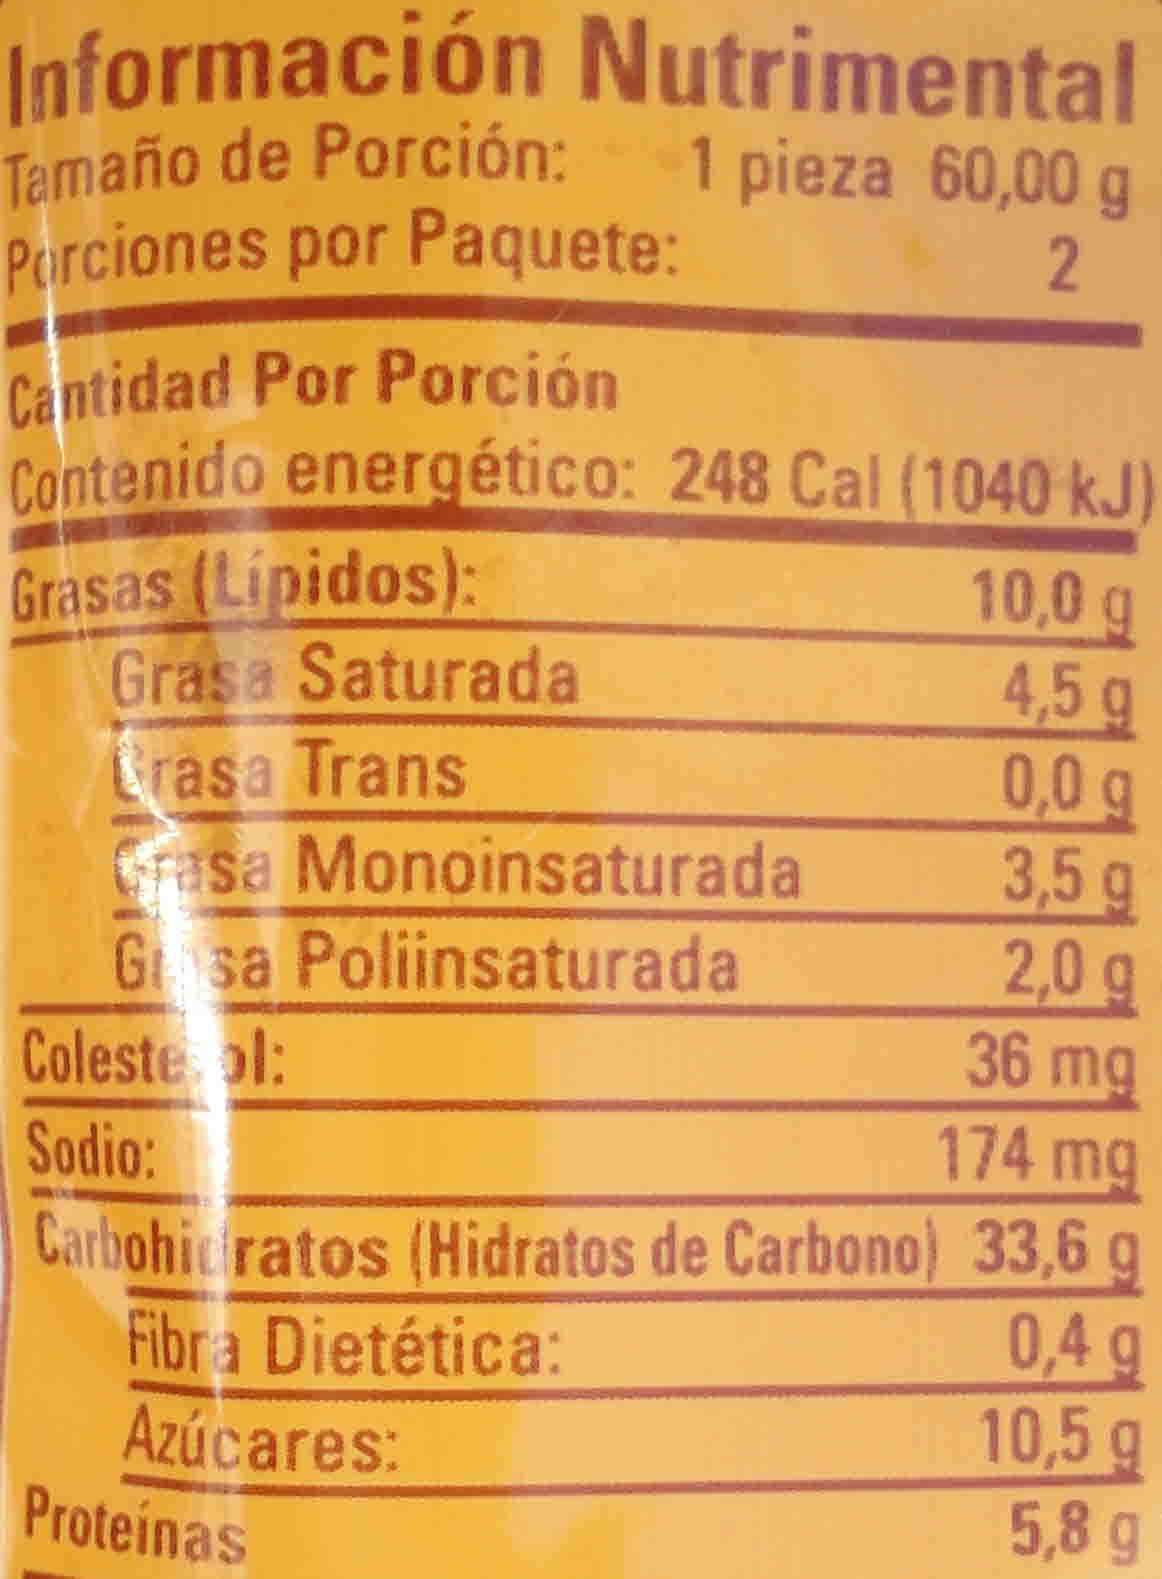 Información Nutrimental
Tamaño de Porción: 1 pieza 60,00 g
Porciones por Paquete: 2
Cantidad Por Porción
Contenido energético: 248 Cal (1040 kJ)
Grasas (Lípidos): 10,0 g
Grasa Saturada 4,5 g
Grasa Trans 0,0 g
Grasa Monoinsaturada 3,5 g
Grasa Poliinsaturada 2,0 g
Colesterol: 36 mg
Sodio: 174 mg
Carbohidratos (Hidratos de Carbono) 33,6 g
Fibra Dietética: 0,4 g
Azúcares: 10,5 g
Proteínas 5,8 g